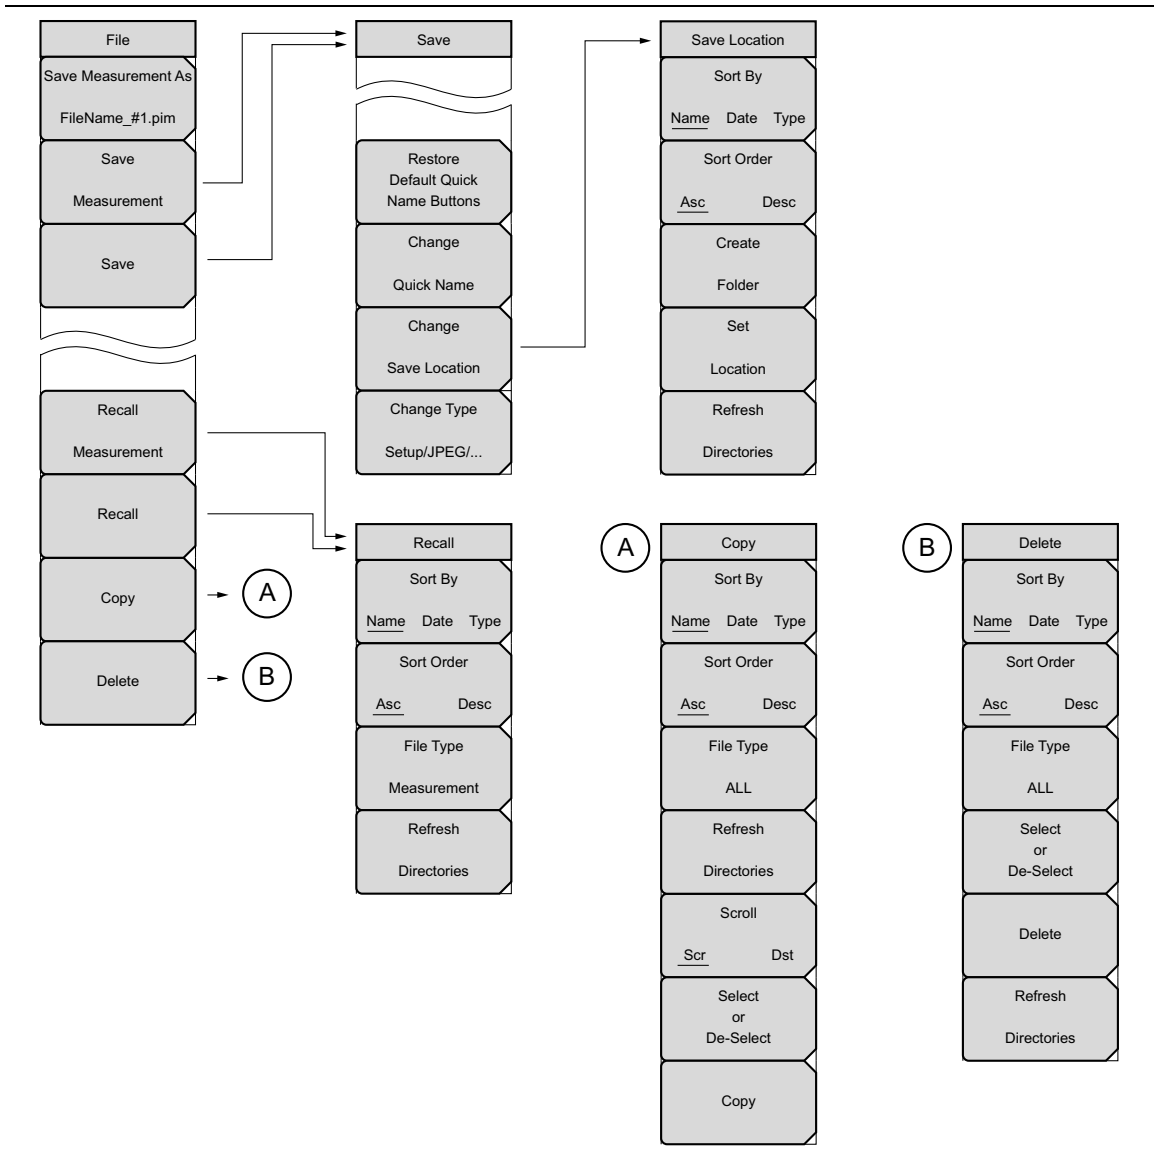 File
Save Measurement As
FileName_#1.pim
Save
Measurement
Save
Recall
Measurement
Recall
Copy
A
Delete
B
Save
Restore
Default Quick
Name Buttons
Change
Quick Name
Change
Save Location
Change Type
Setup/JPEG/...
Save Location
Sort By
Name Date Type
Sort Order
Asc Desc
Create
Folder
Set
Location
Refresh
Directories
Recall
Sort By
Name Date Type
Sort Order
Asc Desc
File Type
Measurement
Refresh
Directories
A
Copy
Sort By
Name Date Type
Sort Order
Asc Desc
File Type
ALL
Refresh
Directories
Scroll
Scr Dst
Select
or
De-Select
Copy
B
Delete
Sort By
Name Date Type
Sort Order
Asc Desc
File Type
ALL
Select
or
De-Select
Delete
Refresh
Directories